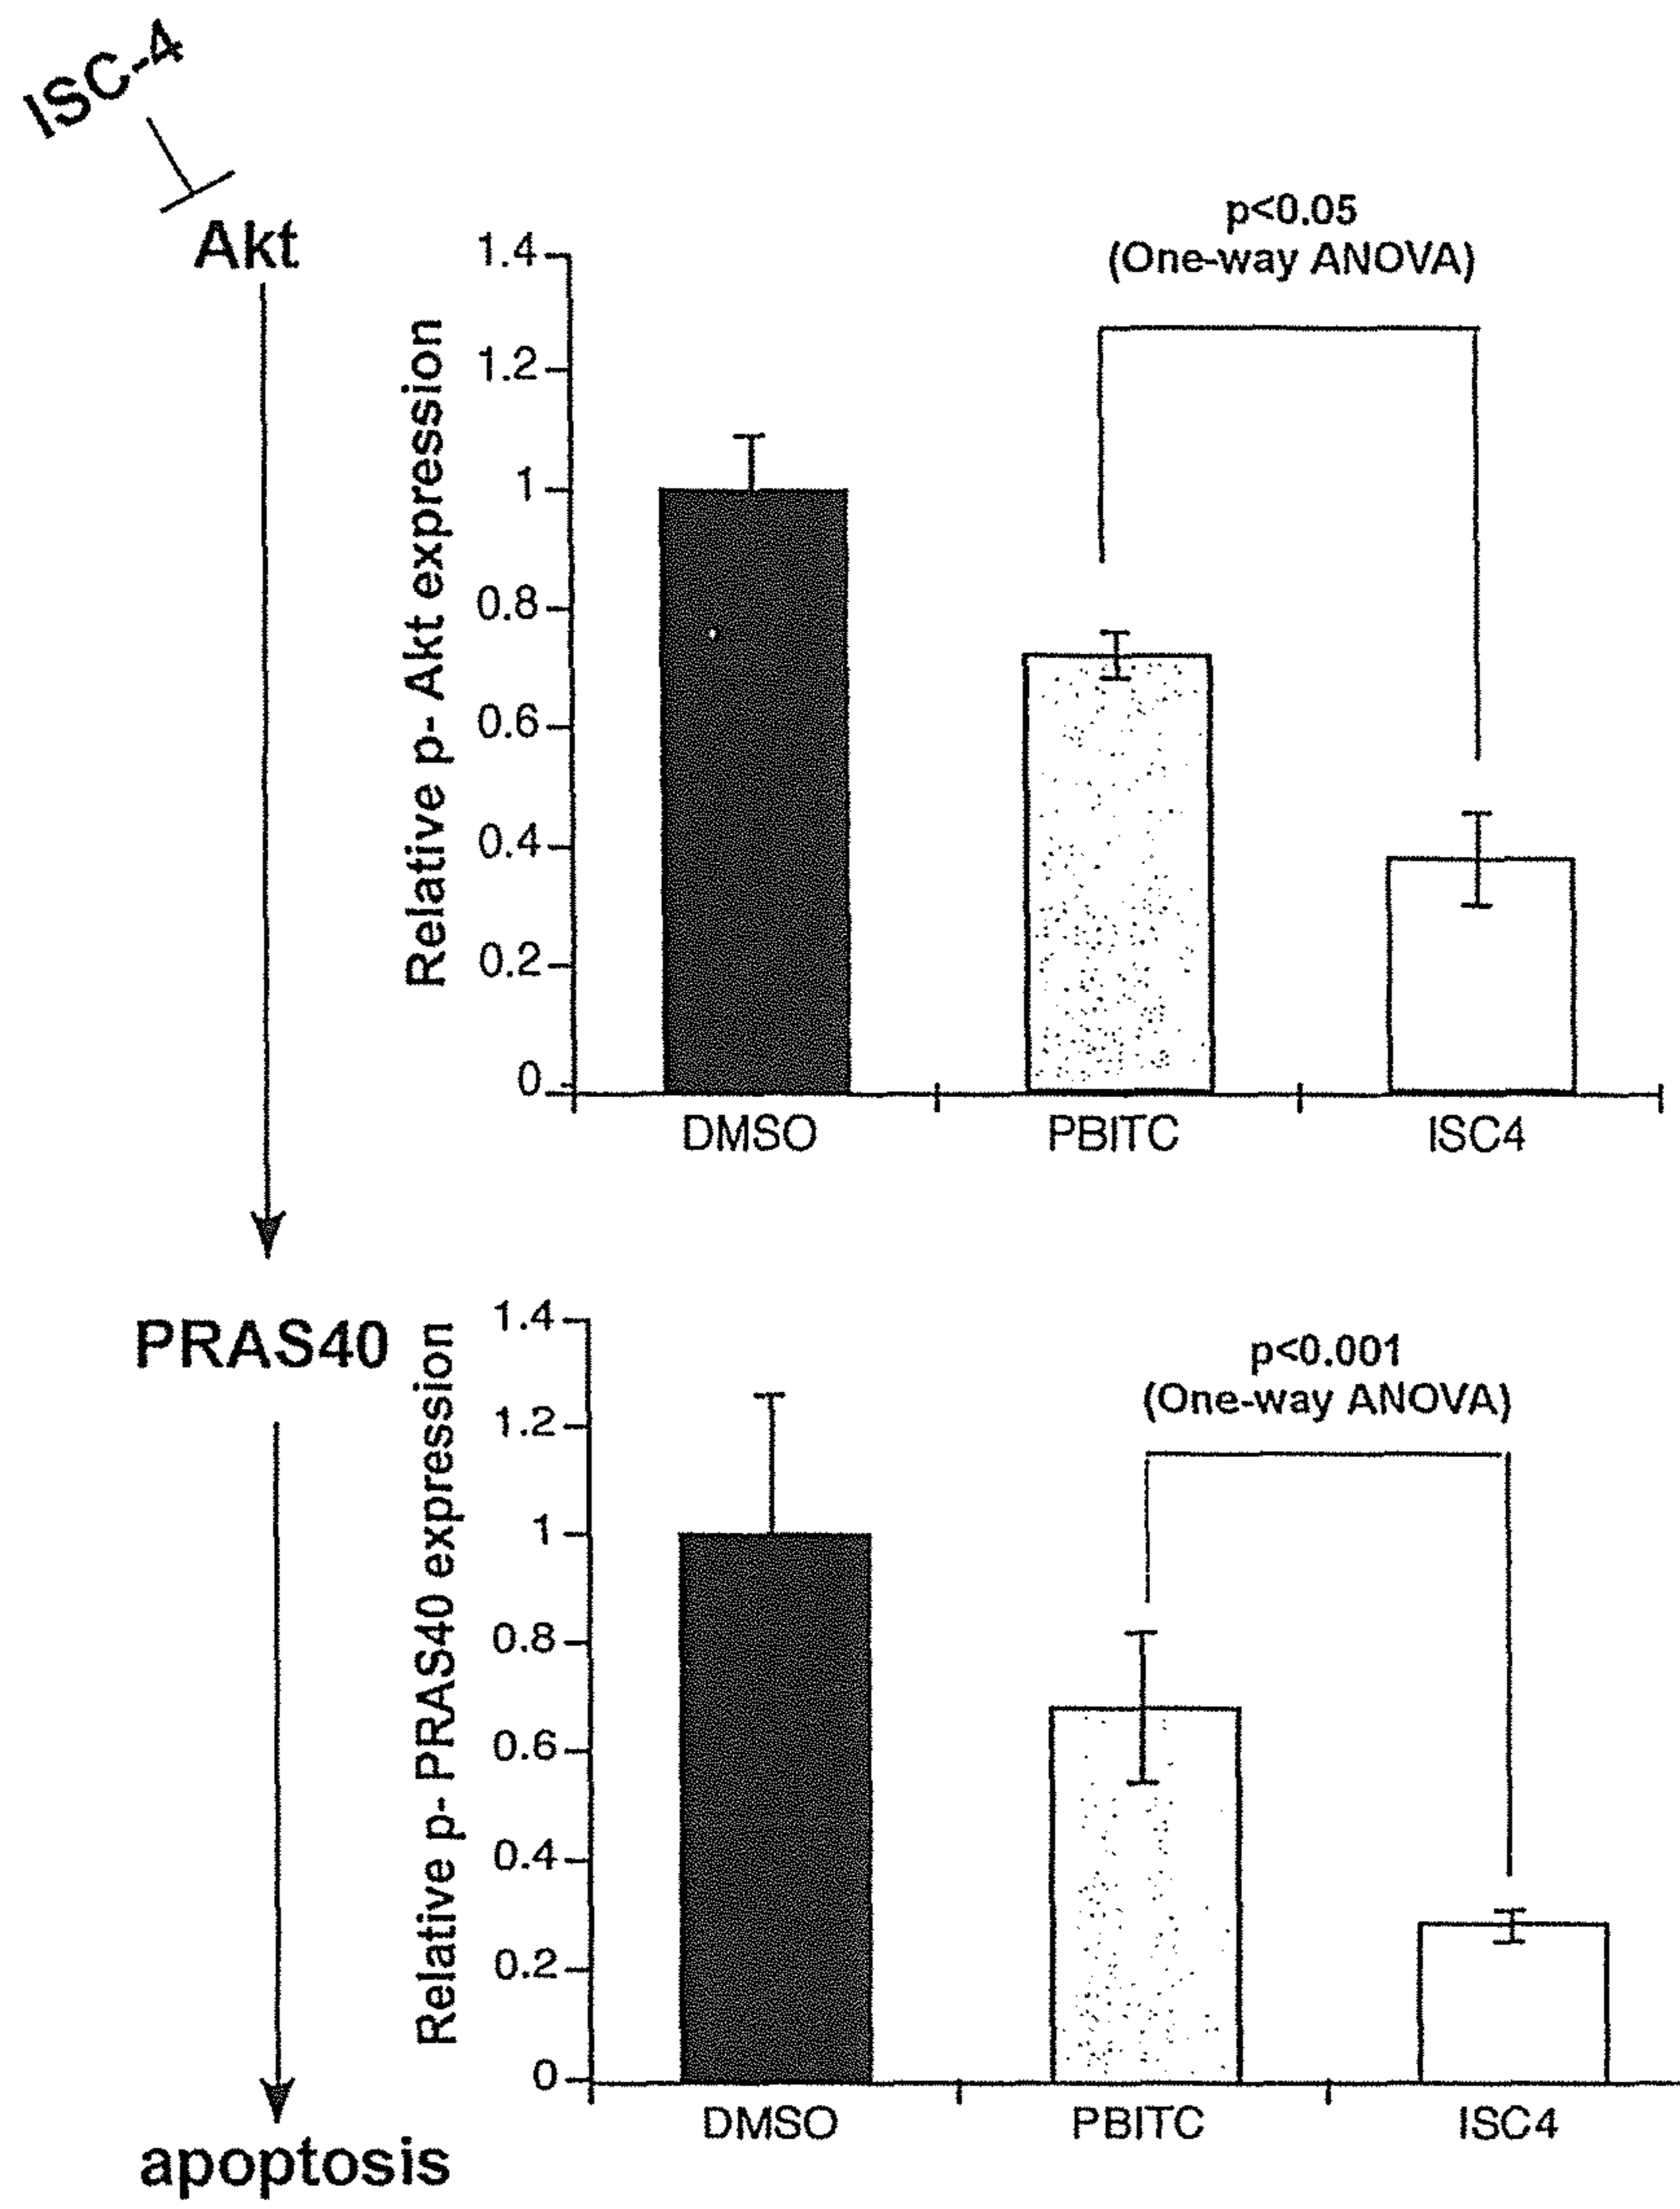 ISC-4
Akt
p<0.05
(One-way ANOVA)
Relative p- Akt expression
1.4
1.2
1
0.8
0.6
0.4
0.2
0
DMSO PBITC ISC4
PRAS40
p<0.001
(One-way ANOVA)
Relative p- PRAS40 expression
1.4
1.2
1
0.8
0.6
0.4
0.2
0
DMSO PBITC ISC4
apoptosis